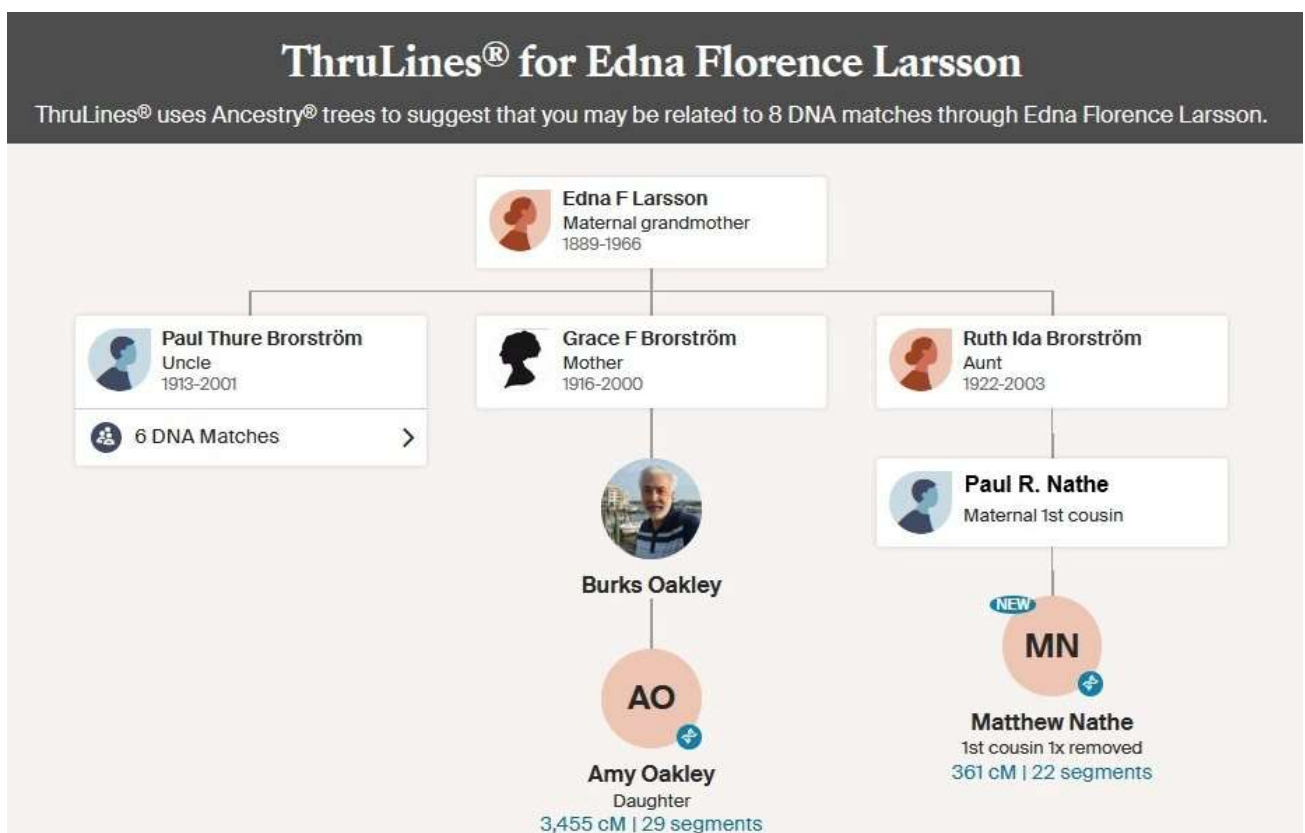 ThruLines® for Edna Florence Larsson
ThruLines® uses Ancestry® trees to suggest that you may be related to 8 DNA matches through Edna Florence Larsson.
Edna F Larsson
Maternal grandmother
1889-1966
Paul Thure Brorström
Uncle
1913-2001
6 DNA Matches
Grace F Brorström
Mother
1916-2000
Ruth Ida Brorström
Aunt
1922-2003
Burks Oakley
Paul R. Nathe
Maternal 1st cousin
AO
Amy Oakley
Daughter
3,455 cM | 29 segments
NEW
MN
Matthew Nathe
1st cousin 1x removed
361 cM | 22 segments